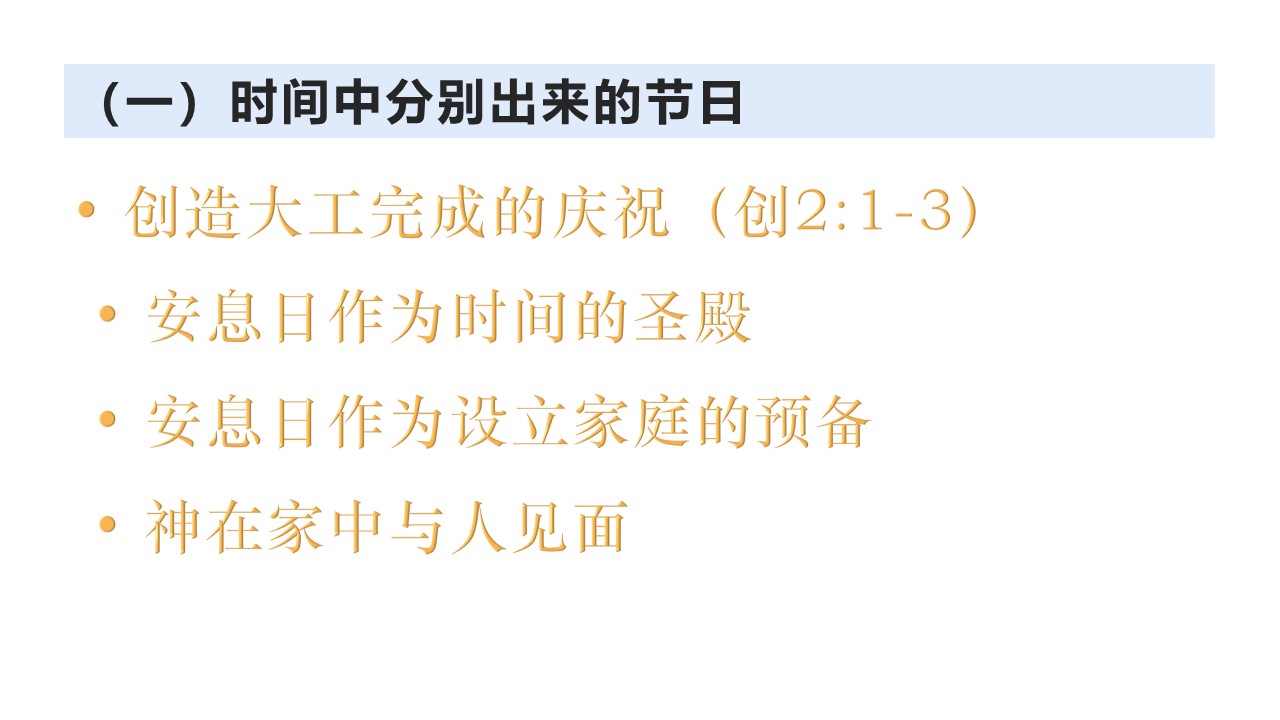 （一）时间中分别出来的节日
• 创造大工完成的庆祝（创2:1-3）
• 安息日作为时间的圣殿
• 安息日作为设立家庭的预备
• 神在家中与人见面